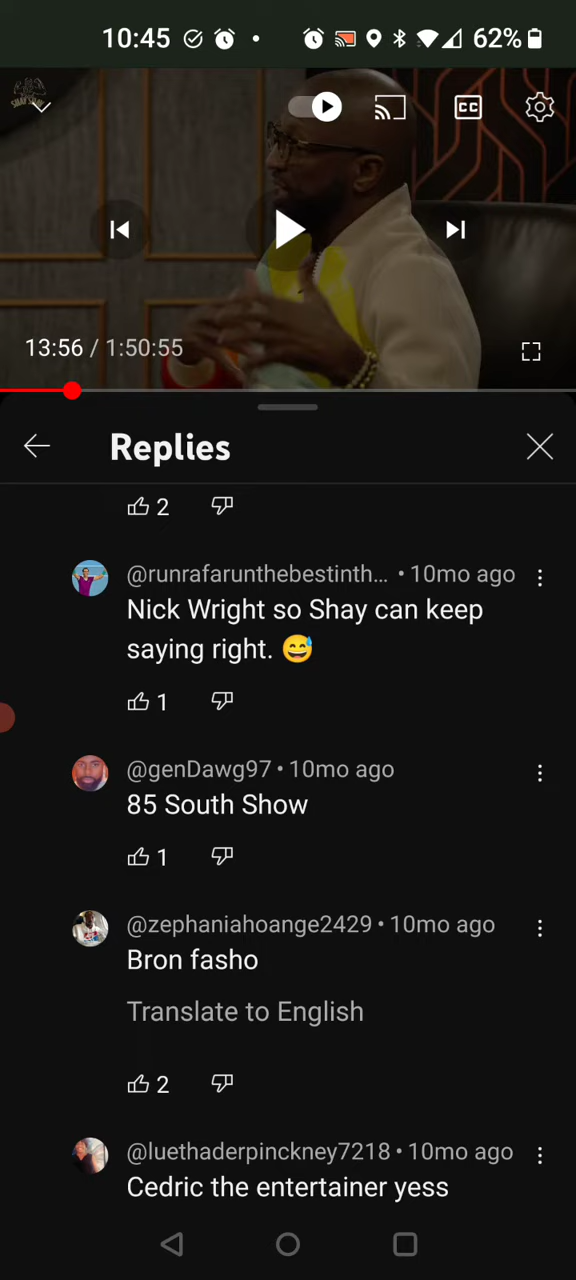 10:45
62%
CC
13:56 / 1:50:55
Replies
2
@runrafarunthebestinth... • 10mo ago
Nick Wright so Shay can keep
saying right. 😅
1
@genDawg97 • 10mo ago
85 South Show
1
@zephaniahoange2429 • 10mo ago
Bron fasho
Translate to English
2
@luethaderpinckney7218 • 10mo ago
Cedric the entertainer yess